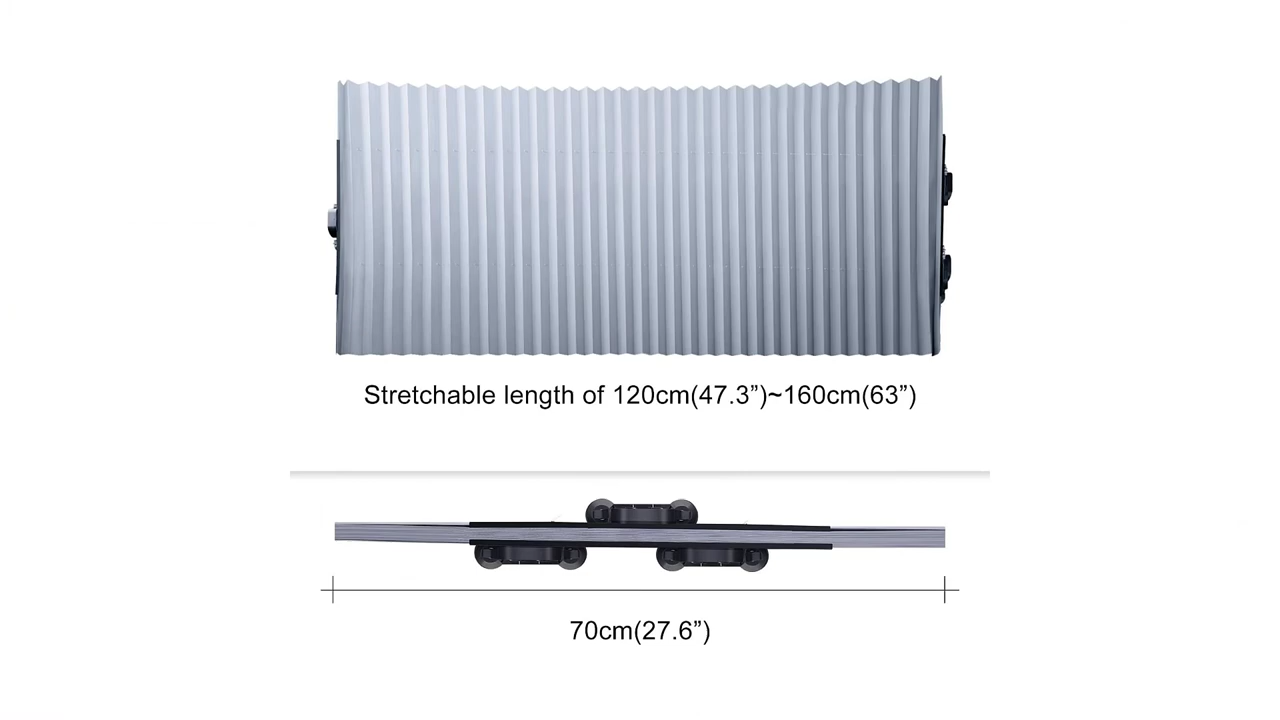 Stretchable length of 120cm(47.3”)~160cm(63”)
70cm(27.6”)